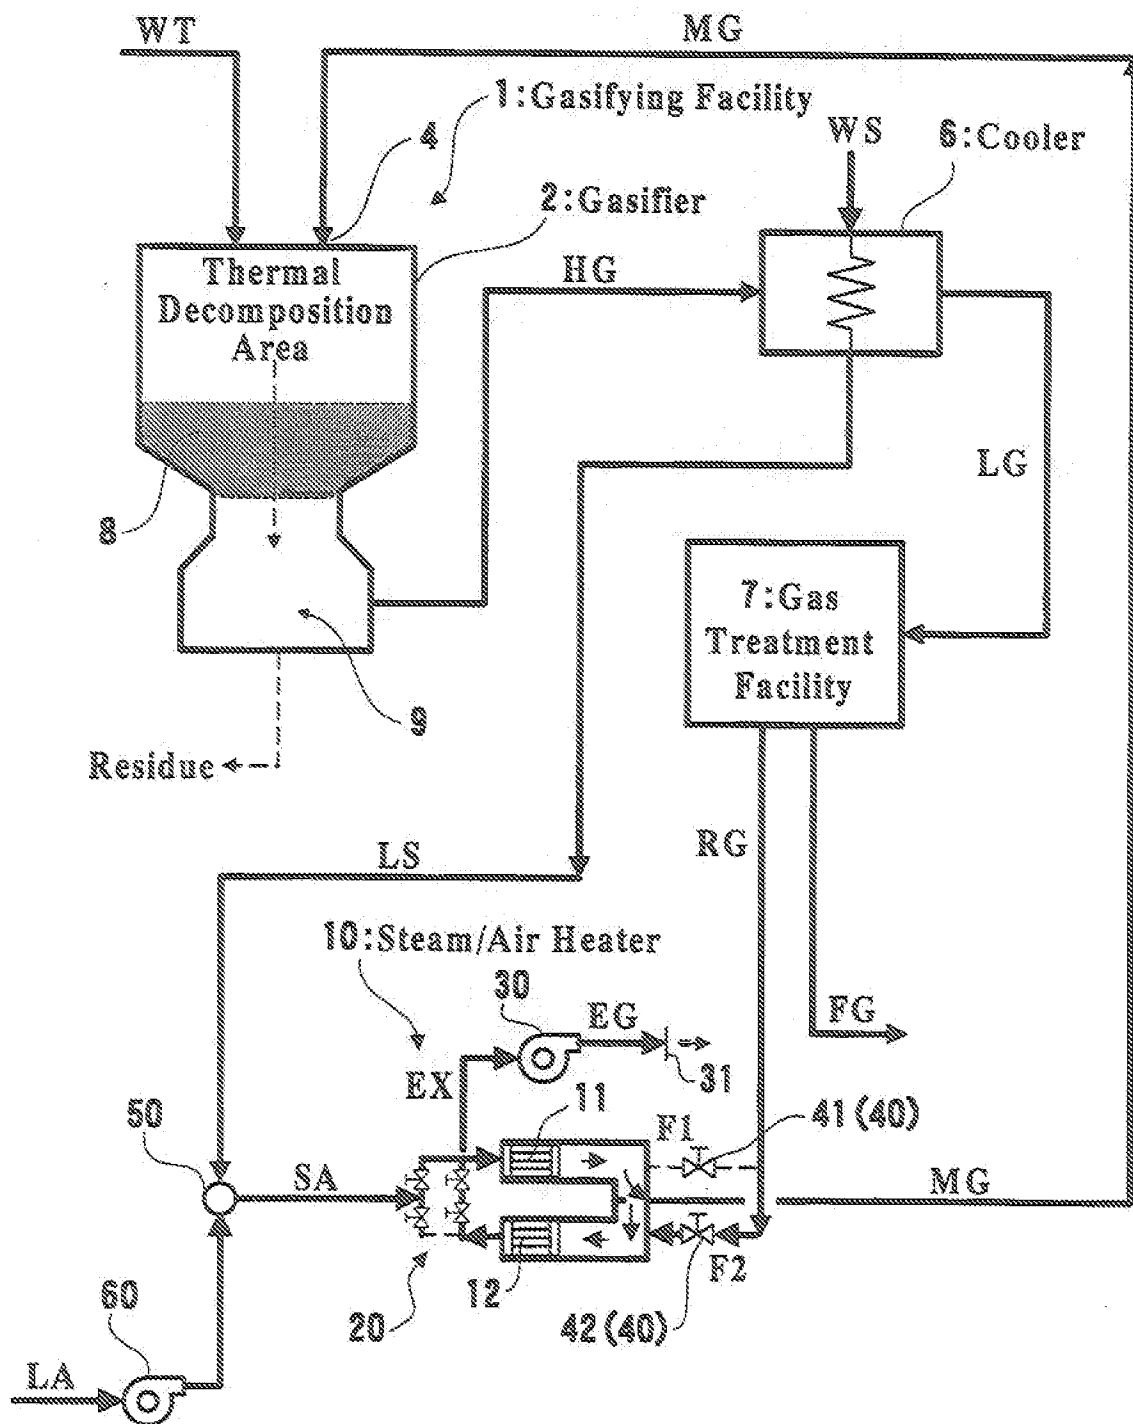 WT
MG
1:Gasifying Facility
4
WS
6:Cooler
2:Gasifier
Thermal
Decomposition
Area
HG
LG
8
7:Gas
Treatment
Facility
9
Residue
RG
LS
10:Steam/Air Heater
30
EG
FG
31
EX
11
41(40)
F1
50
SA
MG
F2
12
60
20
42(40)
LA